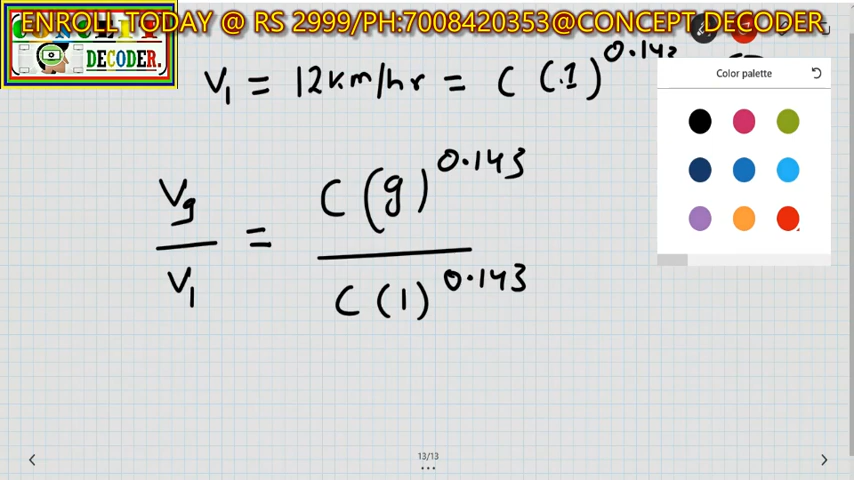 ENROLL TODAY @ RS 2999/PH:7008420353@CONCEPT DECODER.
DECODER.
V₁ = 12km/hr = C (.1)^0.143
Color palette
Vg / V₁ = C (g)^0.143 / C (1)^0.143
13/13